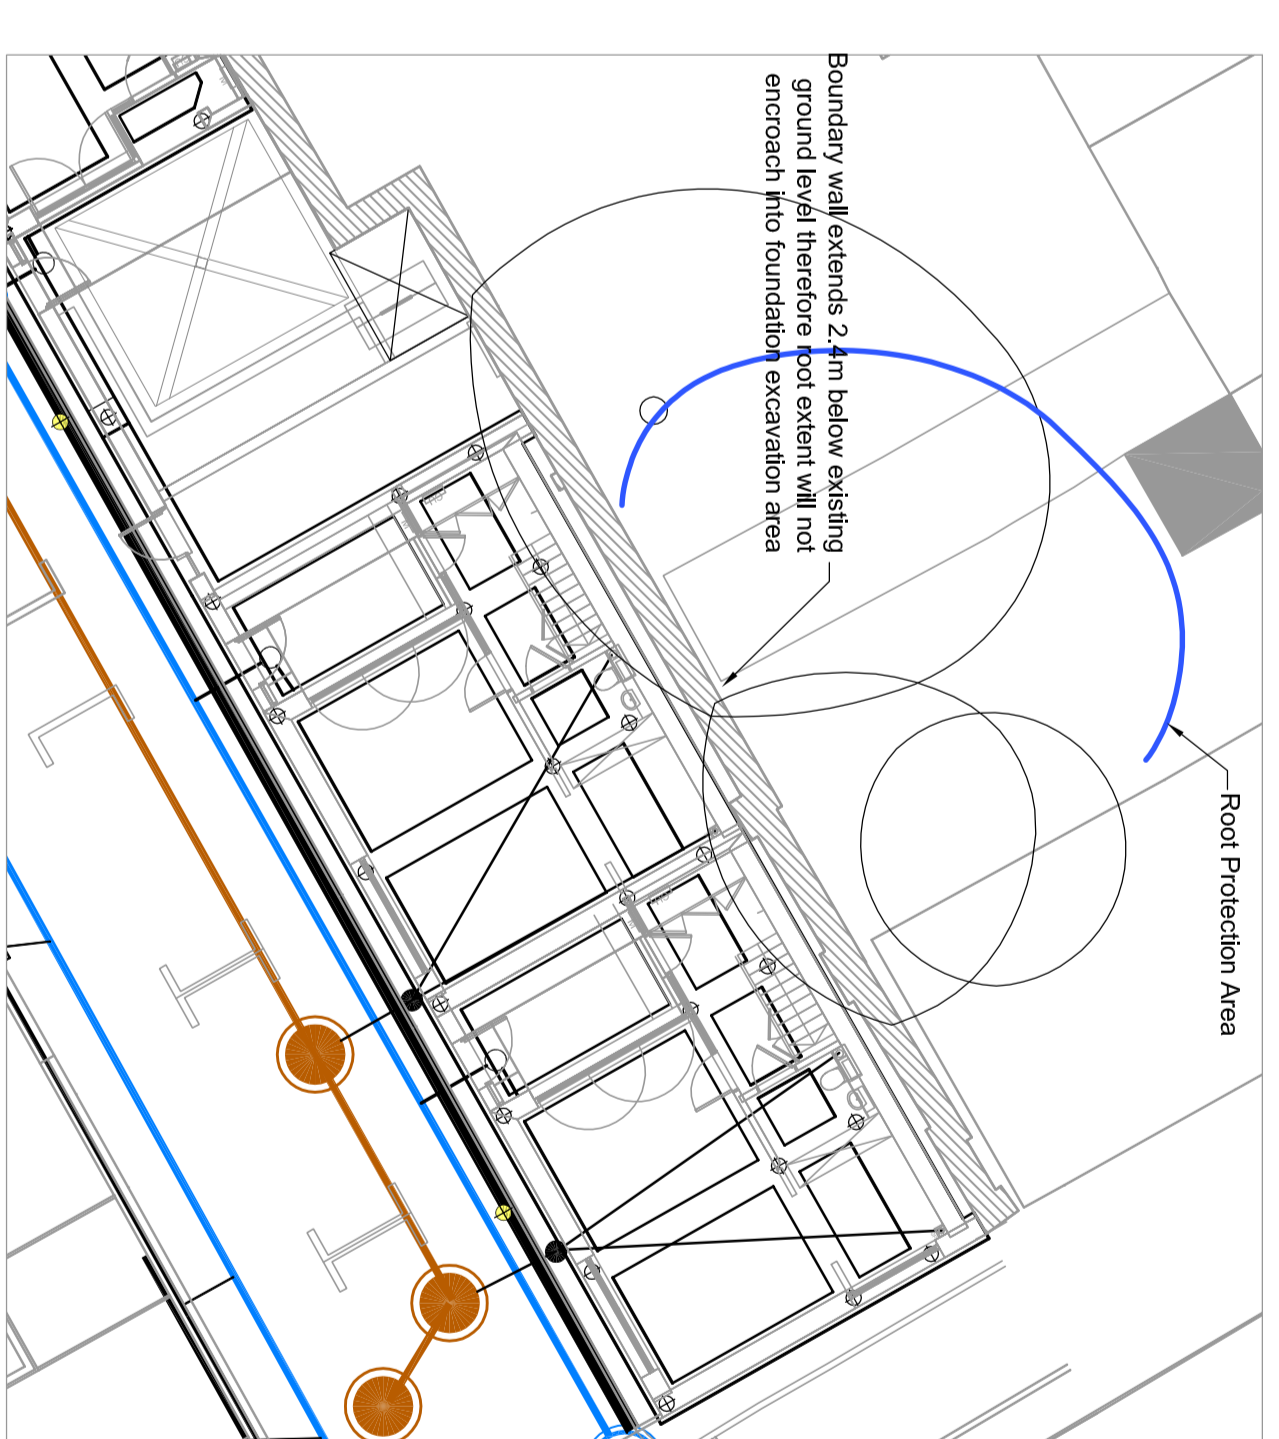 Boundary wall extends 2.4m below existing
ground level therefore root extent will not
encroach into foundation excavation area
Root Protection Area